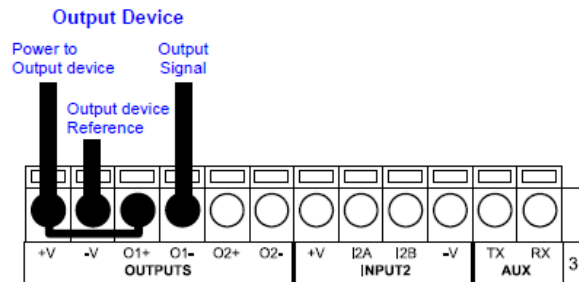 Output Device
Power to
Output device
Output
Signal
Output device
Reference
+V -V O1+ O1- O2+ O2- +V I2A I2B -V TX RX
OUTPUTS INPUT2 AUX
3